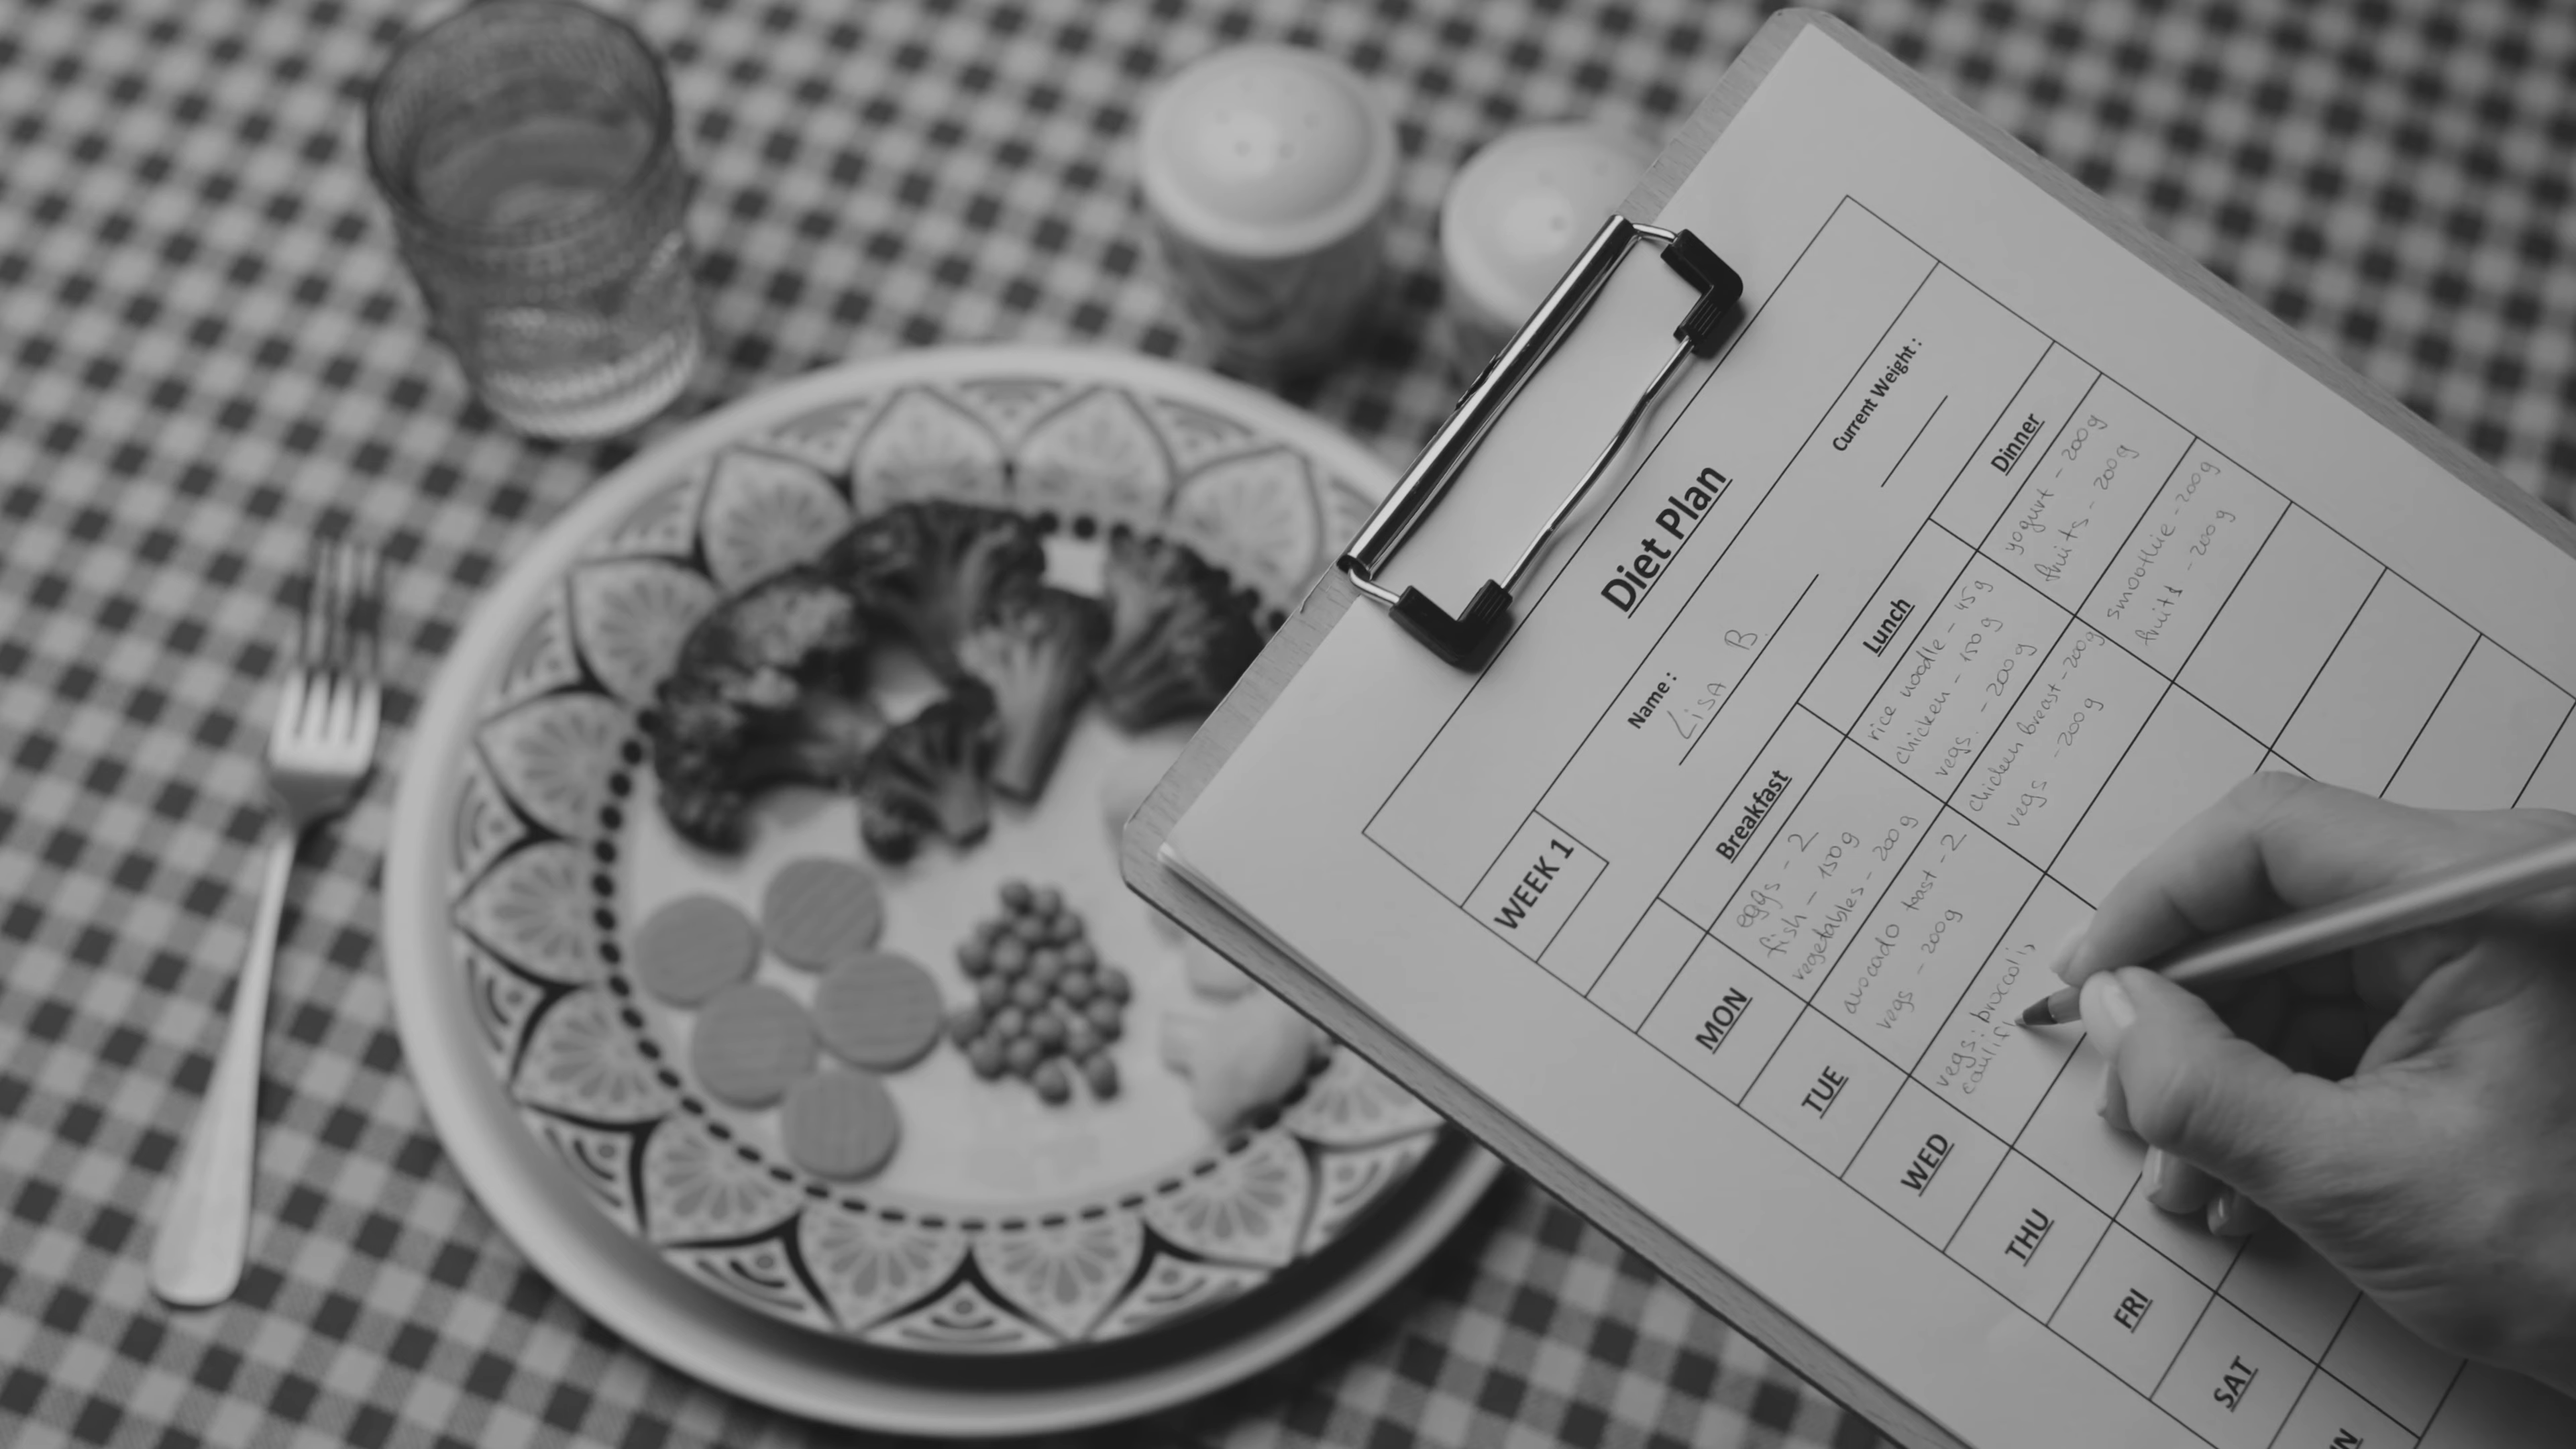 Diet Plan
Name :
Current Weight :
LISA B.
WEEK 1
Breakfast
Lunch
Dinner
MON
eggs - 2
fish - 150g
vegetables - 200g
rice noodle - 45g
chicken - 150g
vegs. - 200g
yogurt - 200g
fruits - 200g
TUE
avocado toast - 2
vegs - 200g
chicken breast - 200g
vegs - 200g
smoothie - 200g
fruits - 200g
WED
vegs: broccoli,
caulifl
THU
FRI
SAT